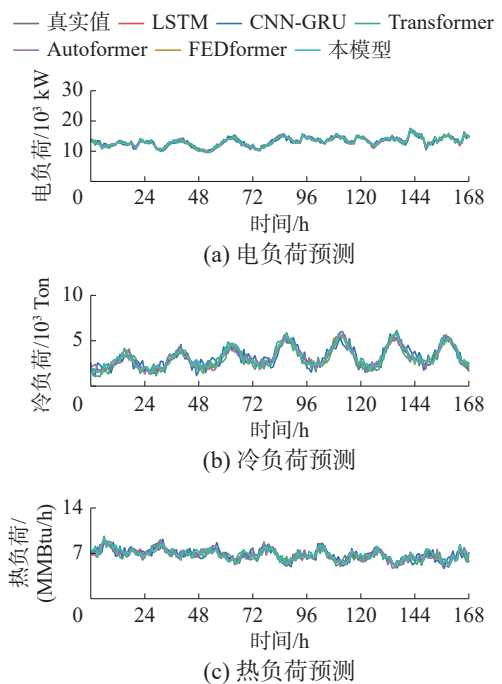 真实值 LSTM CNN-GRU Transformer
Autoformer FEDformer 本模型
电负荷/10³ kW
30
20
10
0 24 48 72 96 120 144 168
时间/h
(a) 电负荷预测
冷负荷/10³ Ton
10
5
0 24 48 72 96 120 144 168
时间/h
(b) 冷负荷预测
热负荷/
(MMBtu/h)
14
7
0 24 48 72 96 120 144 168
时间/h
(c) 热负荷预测